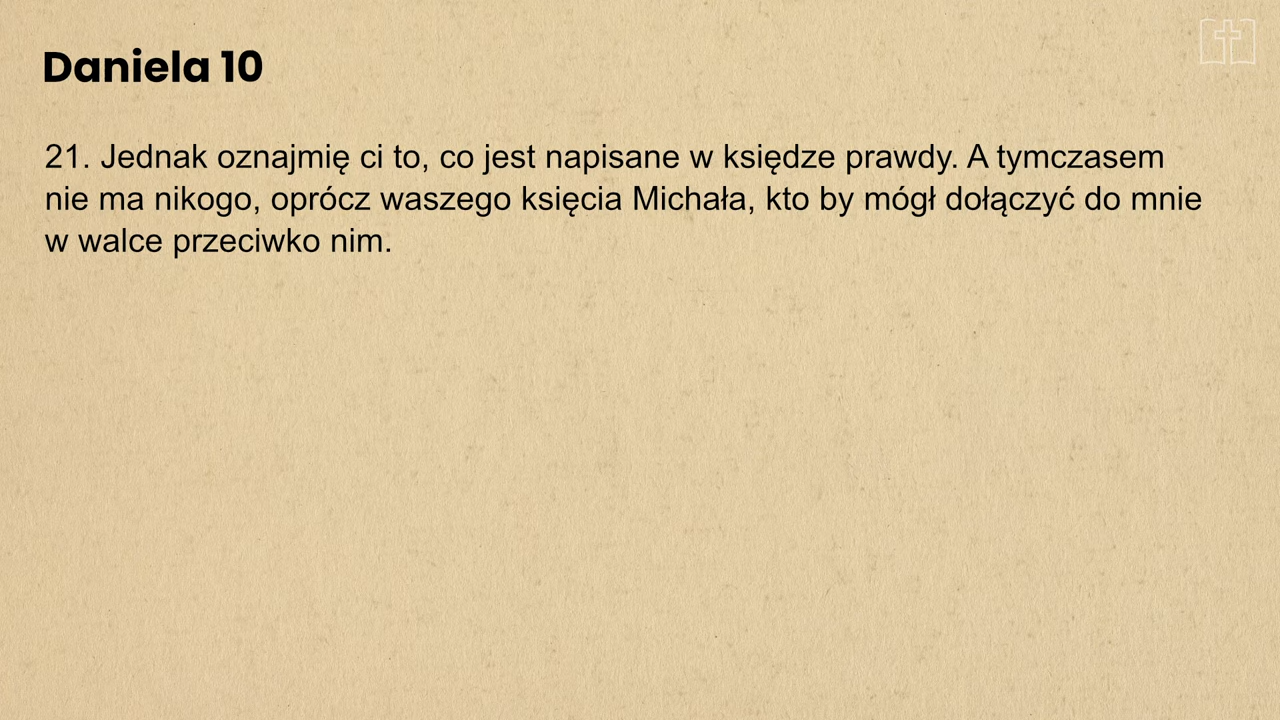 Daniela 10
21. Jednak oznajmię ci to, co jest napisane w księdze prawdy. A tymczasem
nie ma nikogo, oprócz waszego księcia Michała, kto by mógł dołączyć do mnie
w walce przeciwko nim.